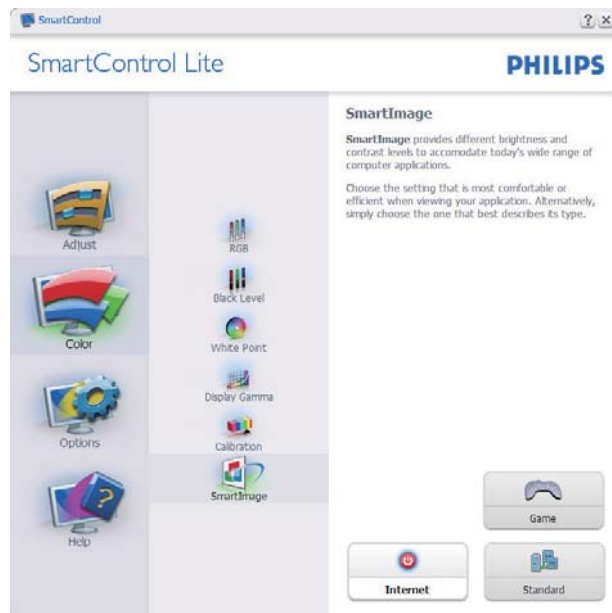 SmartControl
SmartControl Lite
PHILIPS
Adjust
Color
Options
Help
RGB
Black Level
White Point
Display Gamma
Calibration
SmartImage
SmartImage
SmartImage provides different brightness and
contrast levels to accomodate today's wide range of
computer applications.
Choose the setting that is most comfortable or
efficient when viewing your application. Alternatively,
simply choose the one that best describes its type.
Game
Internet
Standard